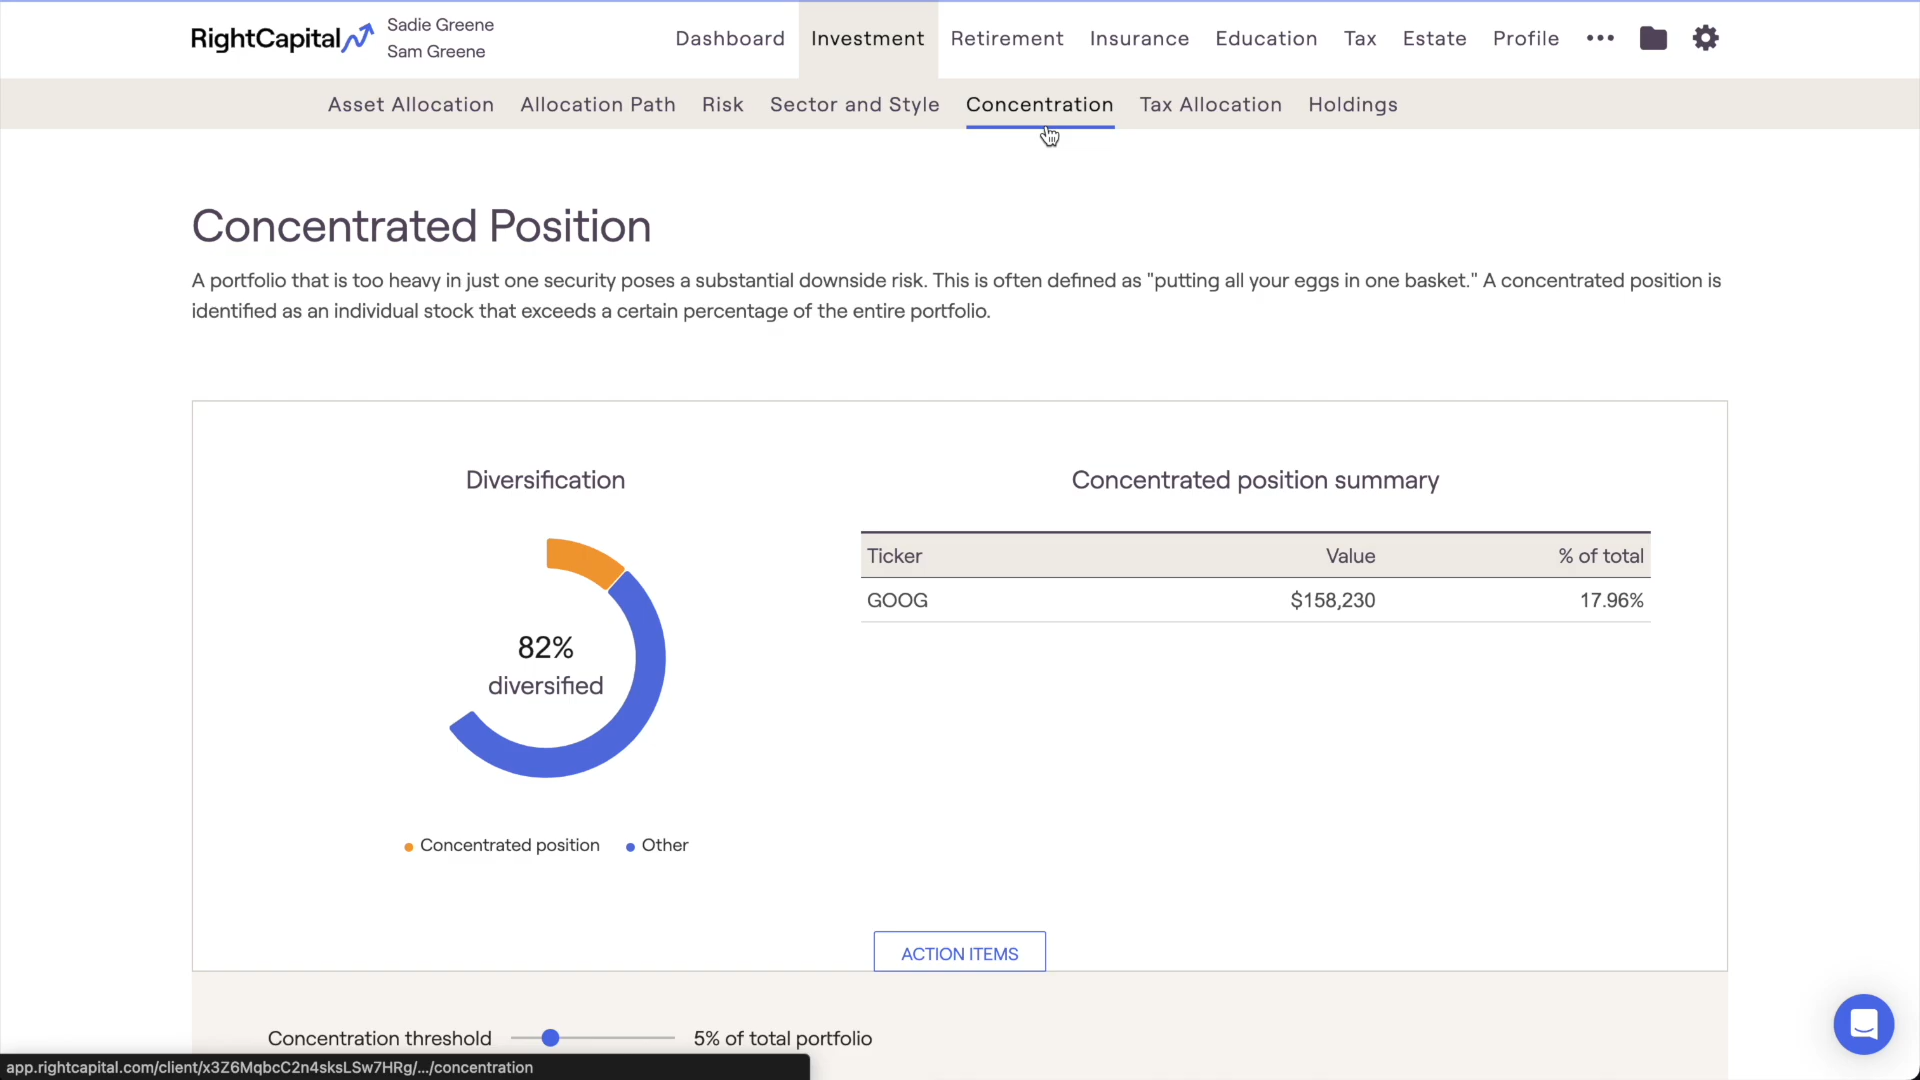 RightCapital
Sadie Greene
Sam Greene
Dashboard Investment Retirement Insurance Education Tax Estate Profile
Asset Allocation Allocation Path Risk Sector and Style Concentration Tax Allocation Holdings
Concentrated Position
A portfolio that is too heavy in just one security poses a substantial downside risk. This is often defined as "putting all your eggs in one basket." A concentrated position is
identified as an individual stock that exceeds a certain percentage of the entire portfolio.
Diversification
82%
diversified
Concentrated position Other
Concentrated position summary
Ticker Value % of total
GOOG $158,230 17.96%
ACTION ITEMS
Concentration threshold 5% of total portfolio
app.rightcapital.com/client/x3Z6MqbcC2n4sksLSw7HRg/.../concentration